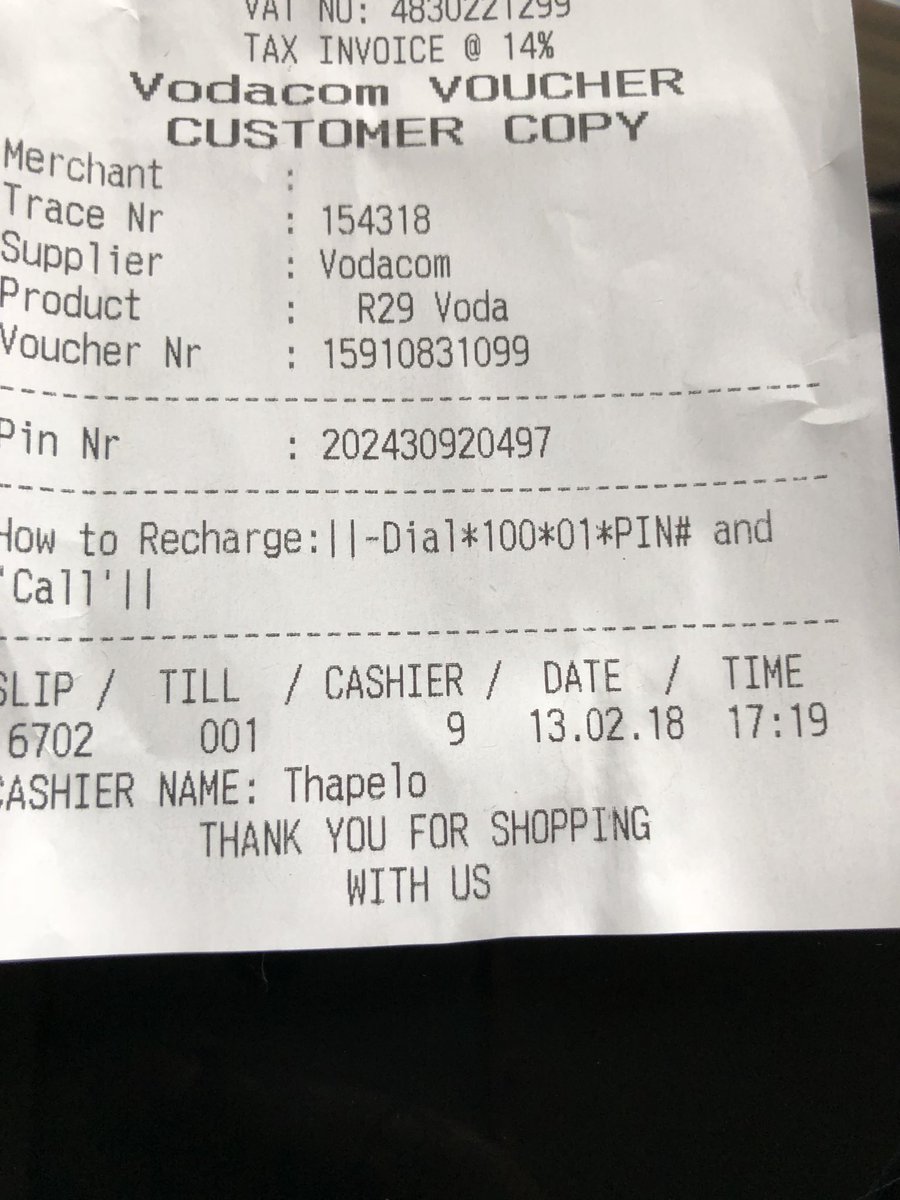 VAT NO: 4830221299
TAX INVOICE @ 14%
Vodacom VOUCHER
CUSTOMER COPY
Merchant :
Trace Nr : 154318
Supplier : Vodacom
Product : R29 Voda
Voucher Nr : 15910831099
Pin Nr : 202430920497
How to Recharge:||-Dial*100*01*PIN# and
'Call'||
SLIP / TILL / CASHIER / DATE / TIME
6702 001 9 13.02.18 17:19
CASHIER NAME: Thapelo
THANK YOU FOR SHOPPING
WITH US